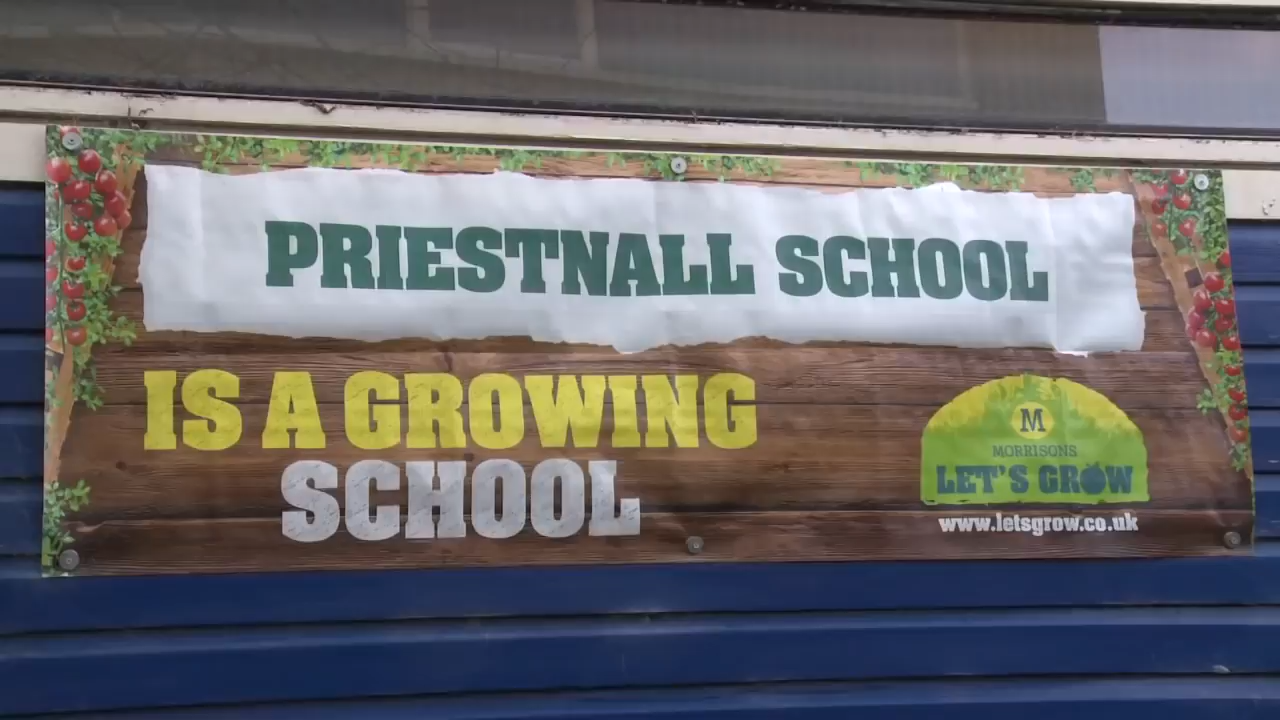 PRIESTNALL SCHOOL
IS A GROWING
SCHOOL
M
MORRISONS
LET'S GROW
www.letsgrow.co.uk